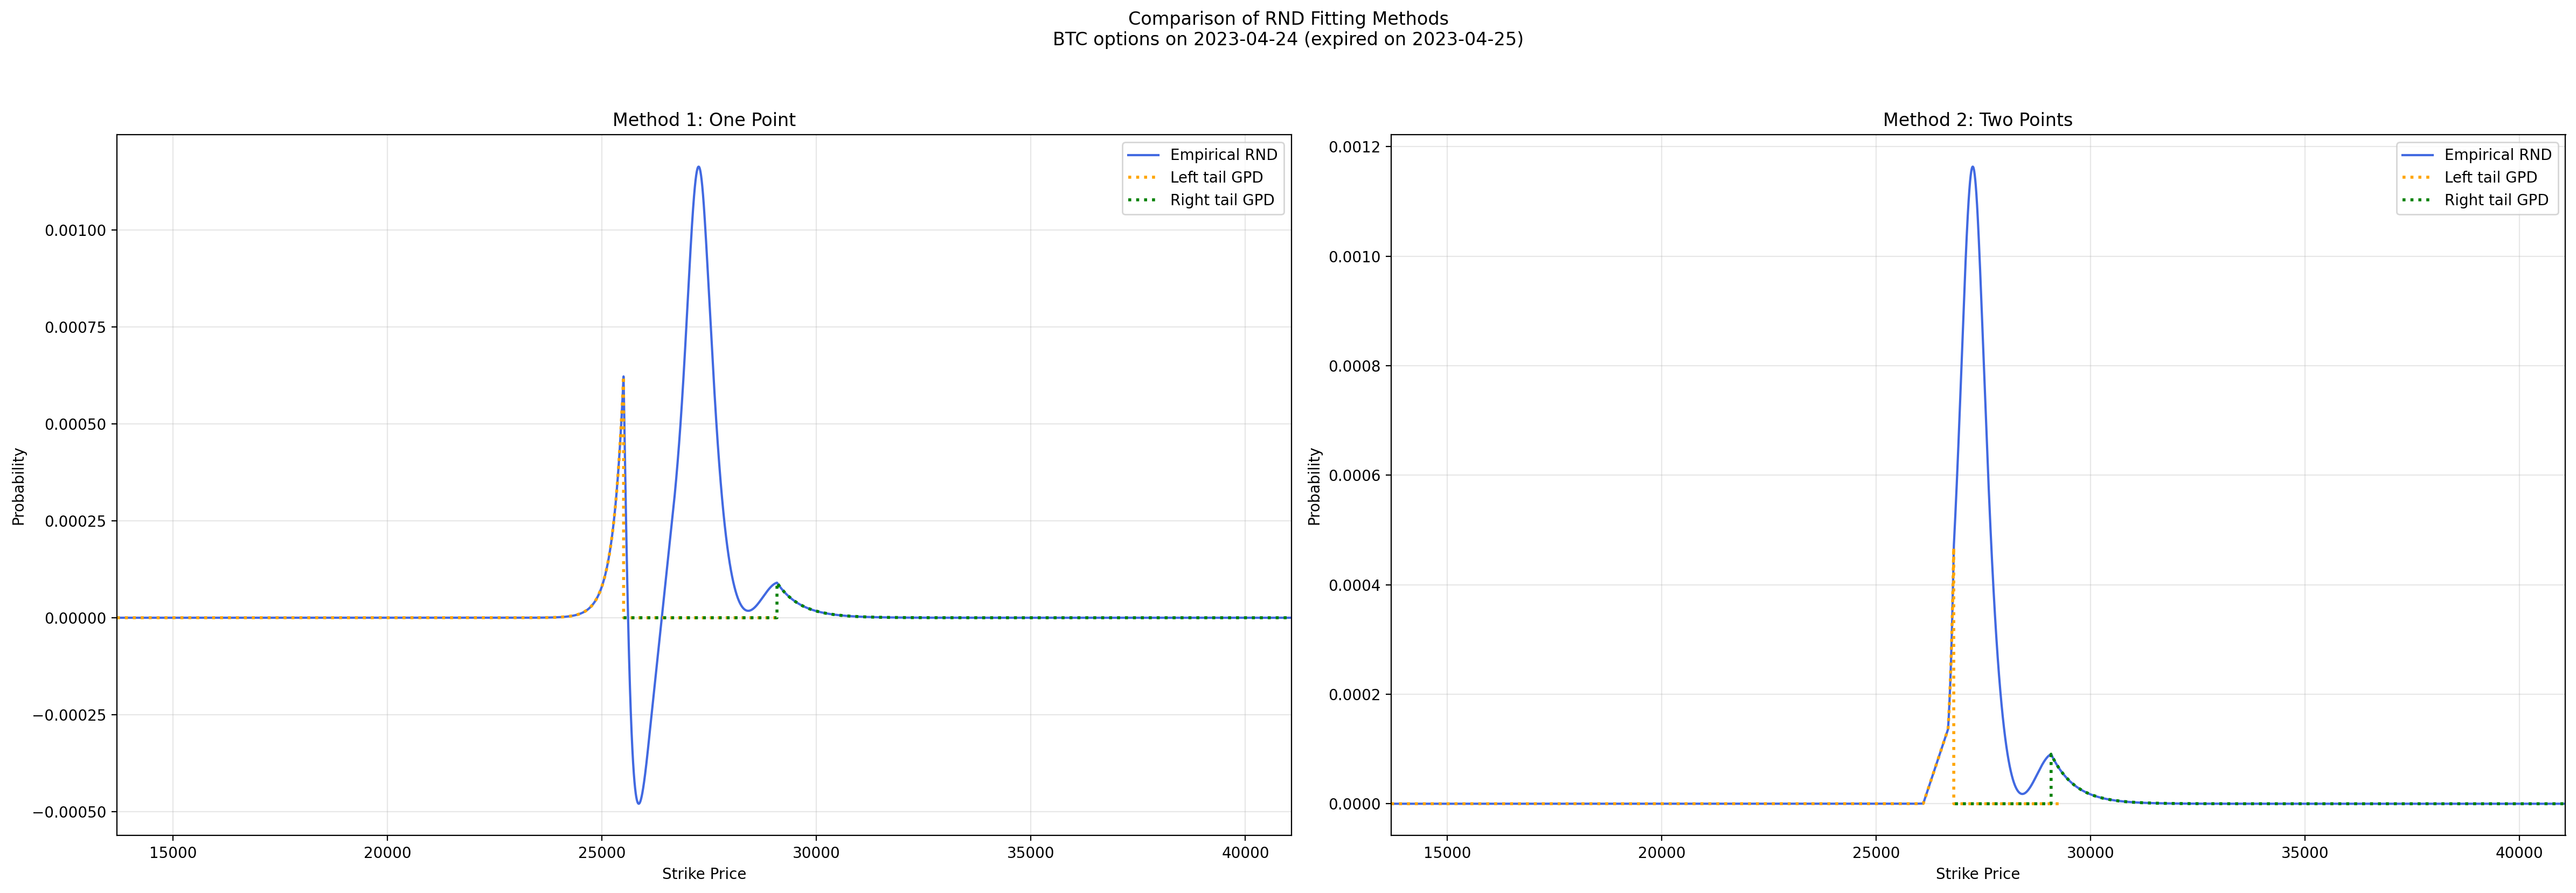 Comparison of RND Fitting Methods
BTC options on 2023-04-24 (expired on 2023-04-25)
Method 1: One Point
Empirical RND
Left tail GPD
Right tail GPD
0.00100
0.00075
0.00050
0.00025
0.00000
−0.00025
−0.00050
Probability
15000
20000
25000
30000
35000
40000
Strike Price
Method 2: Two Points
Empirical RND
Left tail GPD
Right tail GPD
0.0012
0.0010
0.0008
0.0006
0.0004
0.0002
0.0000
Probability
15000
20000
25000
30000
35000
40000
Strike Price